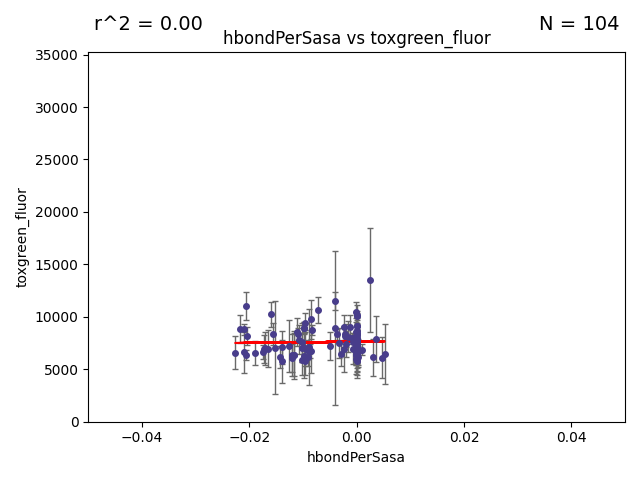 r^2 = 0.00
N = 104
hbondPerSasa vs toxgreen_fluor
35000
30000
25000
20000
15000
10000
5000
0
toxgreen_fluor
−0.04
−0.02
0.00
0.02
0.04
hbondPerSasa